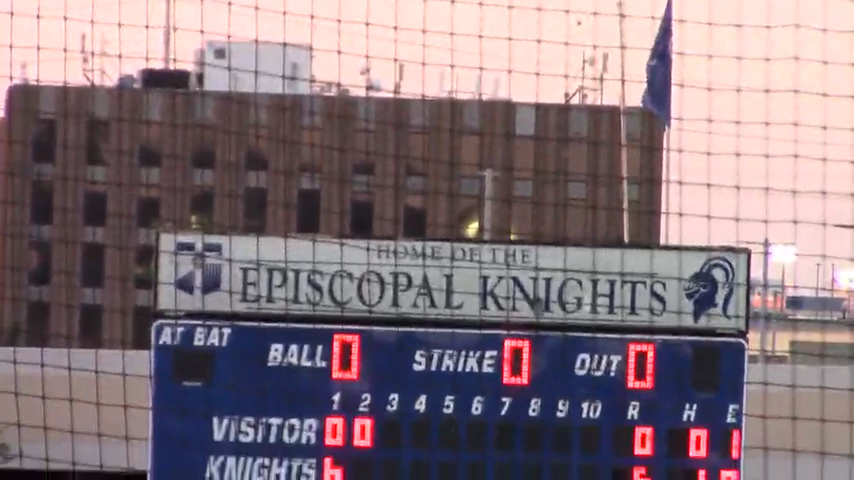 HOME OF THE
EPISCOPAL KNIGHTS
AT BAT
BALL 0 STRIKE 0 OUT 0
1 2 3 4 5 6 7 8 9 10 R H E
VISITOR 0 0 0 0 1
KNIGHTS